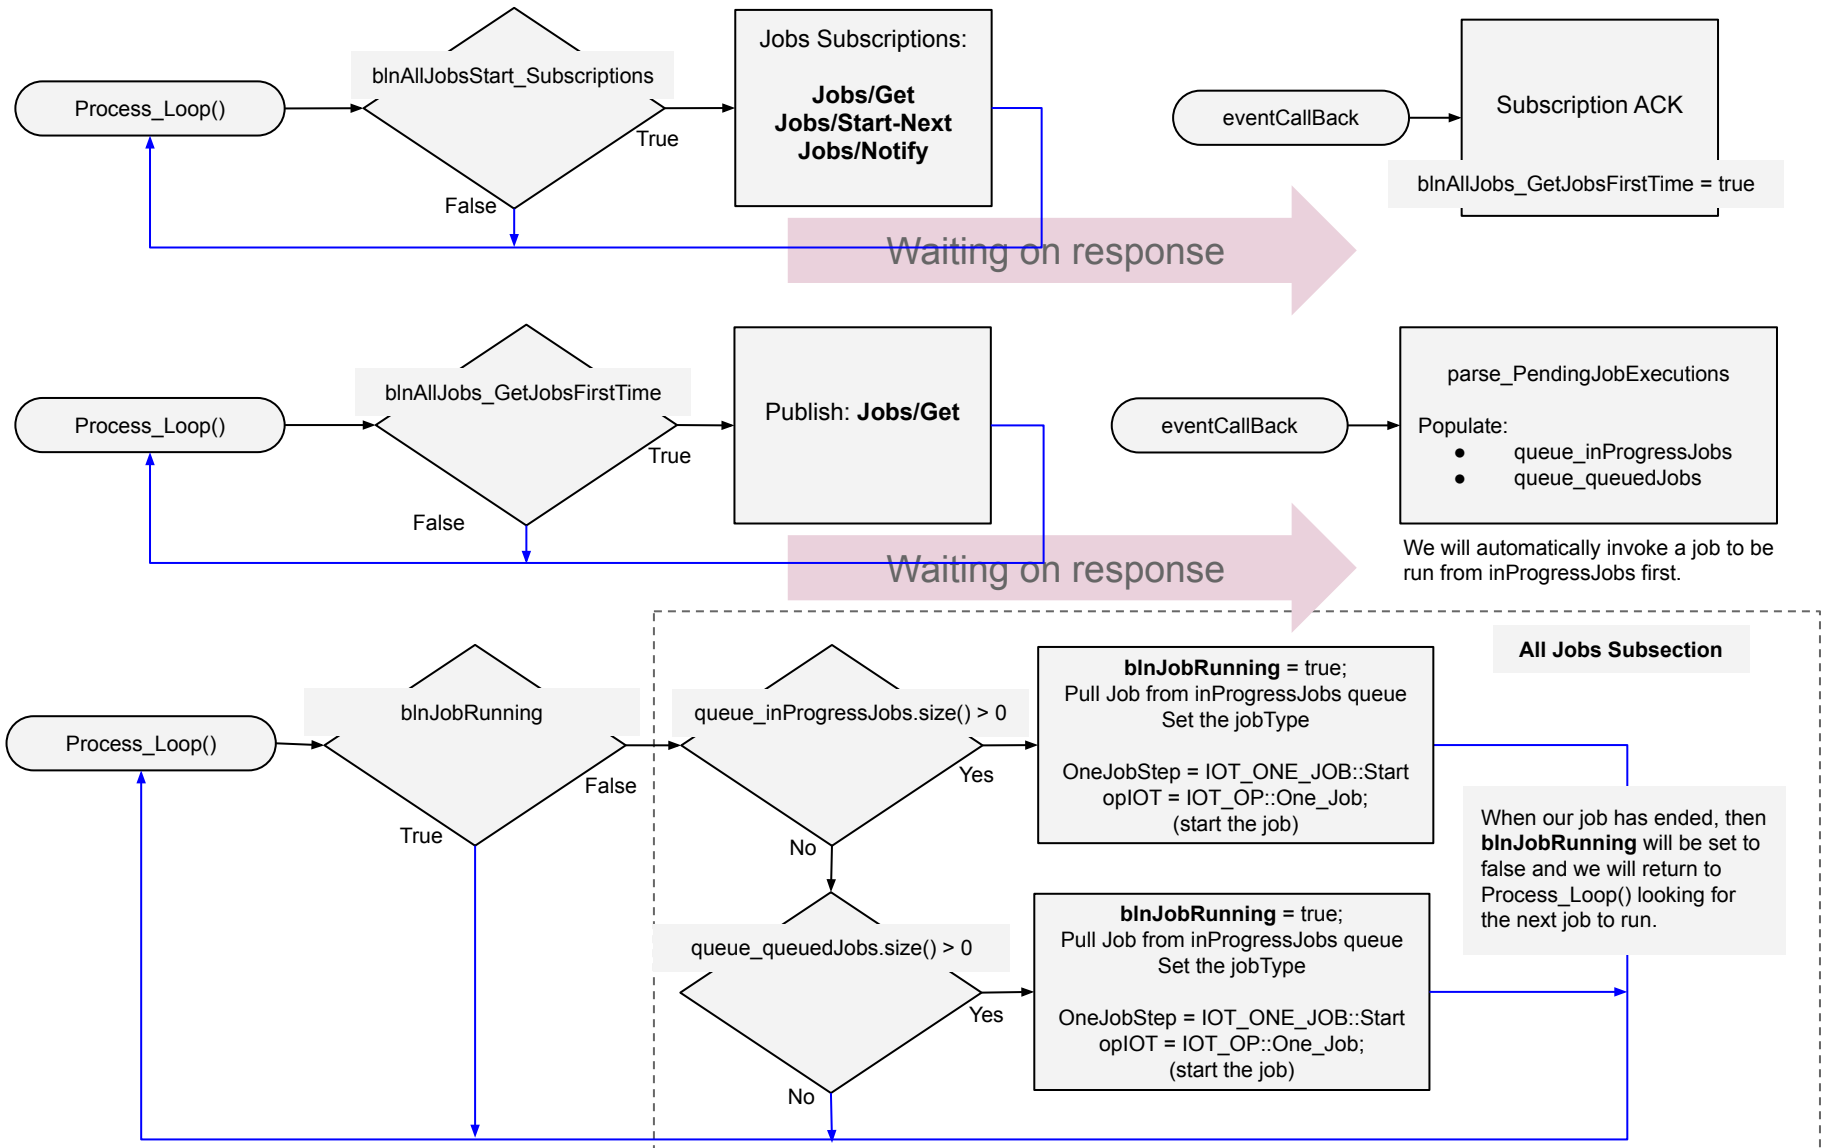 Process_Loop()
blnAllJobsStart_Subscriptions
True
False
Jobs Subscriptions:
Jobs/Get
Jobs/Start-Next
Jobs/Notify
eventCallBack
Subscription ACK
blnAllJobs_GetJobsFirstTime = true
Waiting on response
Process_Loop()
blnAllJobs_GetJobsFirstTime
True
False
Publish: Jobs/Get
eventCallBack
parse_PendingJobExecutions
Populate:
● queue_inProgressJobs
● queue_queuedJobs
We will automatically invoke a job to be
run from inProgressJobs first.
Waiting on response
All Jobs Subsection
Process_Loop()
blnJobRunning
False
True
queue_inProgressJobs.size() > 0
Yes
No
blnJobRunning = true;
Pull Job from inProgressJobs queue
Set the jobType
OneJobStep = IOT_ONE_JOB::Start
opIOT = IOT_OP::One_Job;
(start the job)
When our job has ended, then
blnJobRunning will be set to
false and we will return to
Process_Loop() looking for
the next job to run.
queue_queuedJobs.size() > 0
Yes
No
blnJobRunning = true;
Pull Job from inProgressJobs queue
Set the jobType
OneJobStep = IOT_ONE_JOB::Start
opIOT = IOT_OP::One_Job;
(start the job)